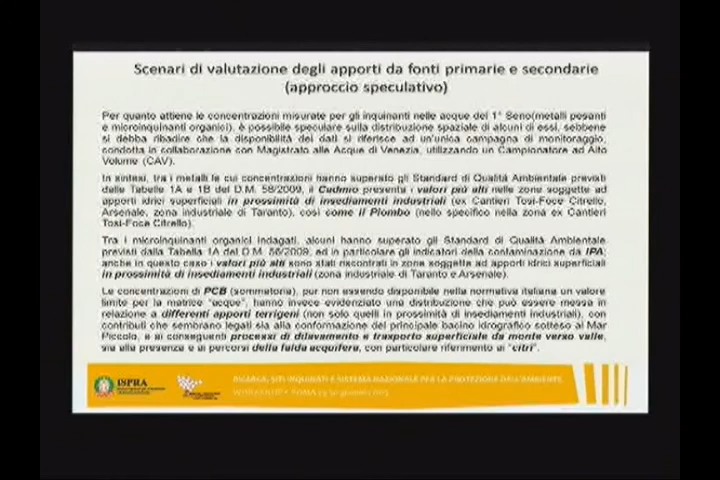 Scenari di valutazione degli apporti da fonti primarie e secondarie
(approccio speculativo)
Per quanto attiene le concentrazioni misurate per gli inquinanti nelle acque del 1° Seno(metalli pesanti
e microinquinanti organici), è possibile speculare sulla distribuzione spaziale di alcuni di essi, sebbene
si debba ribadire che la disponibilità dei dati si riferisce ad un'unica campagna di monitoraggio,
condotta in collaborazione con Magistrato alle Acque di Venezia, utilizzando un Campionatore ad Alto
Volume (CAV).
In sintesi, tra i metalli le cui concentrazioni hanno superato gli Standard di Qualità Ambientale previsti
dalle Tabelle 1A e 1B del D.M. 56/2009, il Cadmio presenta i valori più alti nelle zone soggette ad
apporti idrici superficiali in prossimità di insediamenti industriali (ex Cantieri Tosi-Foce Citrello,
Arsenale, zona industriale di Taranto), così come il Piombo (nello specifico nella zona ex Cantieri
Tosi-Foce Citrello).
Tra i microinquinanti organici indagati, alcuni hanno superato gli Standard di Qualità Ambientale
previsti dalla Tabella 1A del D.M. 56/2009, ed in particolare gli indicatori della contaminazione da IPA;
anche in questo caso i valori più alti sono stati riscontrati in zone soggette ad apporti idrici superficiali
in prossimità di insediamenti industriali (zona industriale di Taranto e Arsenale).
Le concentrazioni di PCB (sommatoria), pur non essendo disponibile nella normativa italiana un valore
limite per la matrice "acque", hanno invece evidenziato una distribuzione che può essere messa in
relazione a differenti apporti terrigeni (non solo quelli in prossimità di insediamenti industriali), con
contributi che sembrano legati sia alla conformazione del principale bacino idrografico sotteso al Mar
Piccolo, e ai conseguenti processi di dilavamento e trasporto superficiale da monte verso valle,
sia alla presenza e ai percorsi della falda acquifera, con particolare riferimento ai "citri".
ISPRA
RICERCA, SITI INQUINATI E SISTEMA NAZIONALE PER LA PROTEZIONE DELL'AMBIENTE